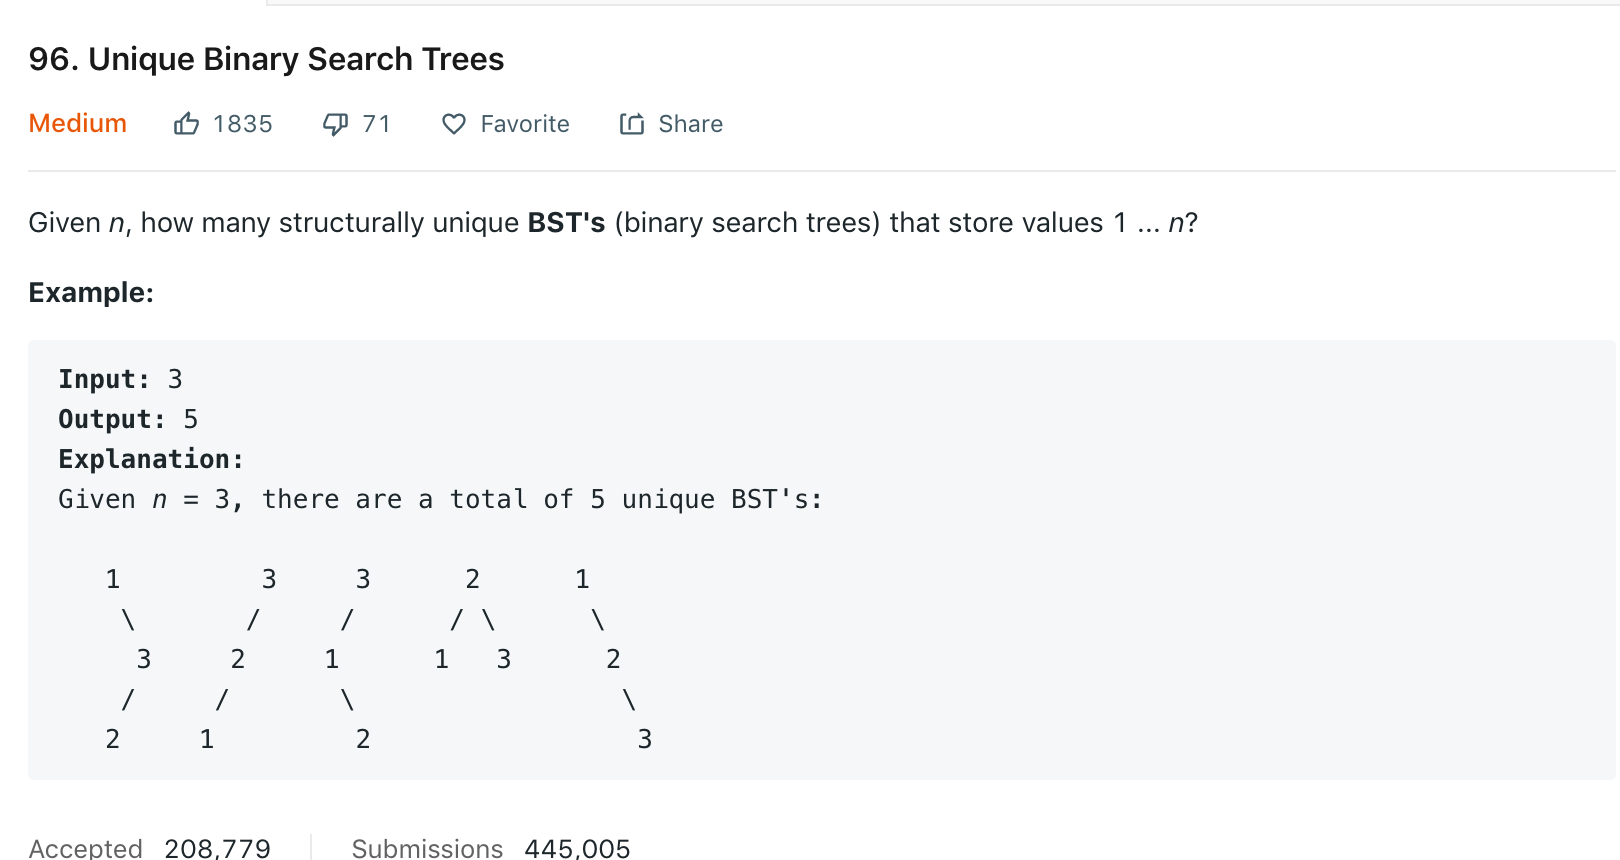 96. Unique Binary Search Trees
Medium 1835 71 Favorite Share
Given n, how many structurally unique BST's (binary search trees) that store values 1 ... n?
Example:
Input: 3
Output: 5
Explanation:
Given n = 3, there are a total of 5 unique BST's:
   1         3     3      2      1
    \       /     /      / \      \
     3     2     1      1   3      2
    /     /       \                 \
   2     1         2                 3
Accepted 208,779 Submissions 445,005